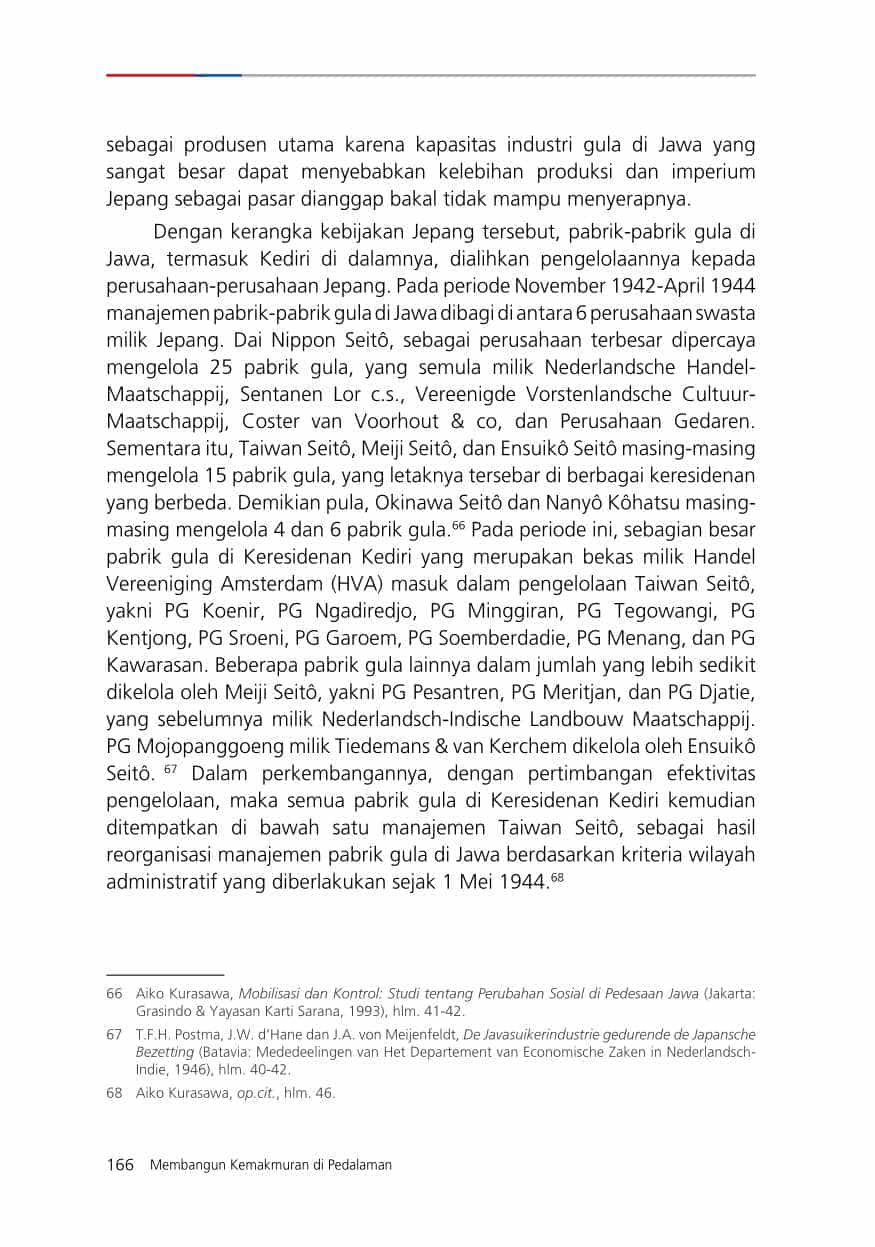 sebagai produsen utama karena kapasitas industri gula di Jawa yang
sangat besar dapat menyebabkan kelebihan produksi dan imperium
Jepang sebagai pasar dianggap bakal tidak mampu menyerapnya.
Dengan kerangka kebijakan Jepang tersebut, pabrik-pabrik gula di
Jawa, termasuk Kediri di dalamnya, dialihkan pengelolaannya kepada
perusahaan-perusahaan Jepang. Pada periode November 1942-April 1944
manajemen pabrik-pabrik gula di Jawa dibagi di antara 6 perusahaan swasta
milik Jepang. Dai Nippon Seitô, sebagai perusahaan terbesar dipercaya
mengelola 25 pabrik gula, yang semula milik Nederlandsche Handel-
Maatschappij, Sentanen Lor c.s., Vereenigde Vorstenlandsche Cultuur-
Maatschappij, Coster van Voorhout & co, dan Perusahaan Gedaren.
Sementara itu, Taiwan Seitô, Meiji Seitô, dan Ensuikô Seitô masing-masing
mengelola 15 pabrik gula, yang letaknya tersebar di berbagai keresidenan
yang berbeda. Demikian pula, Okinawa Seitô dan Nanyô Kôhatsu masing-
masing mengelola 4 dan 6 pabrik gula.66 Pada periode ini, sebagian besar
pabrik gula di Keresidenan Kediri yang merupakan bekas milik Handel
Vereeniging Amsterdam (HVA) masuk dalam pengelolaan Taiwan Seitô,
yakni PG Koenir, PG Ngadiredjo, PG Minggiran, PG Tegowangi, PG
Kentjong, PG Sroeni, PG Garoem, PG Soemberdadie, PG Menang, dan PG
Kawarasan. Beberapa pabrik gula lainnya dalam jumlah yang lebih sedikit
dikelola oleh Meiji Seitô, yakni PG Pesantren, PG Meritjan, dan PG Djatie,
yang sebelumnya milik Nederlandsch-Indische Landbouw Maatschappij.
PG Mojopanggoeng milik Tiedemans & van Kerchem dikelola oleh Ensuikô
Seitô. 67 Dalam perkembangannya, dengan pertimbangan efektivitas
pengelolaan, maka semua pabrik gula di Keresidenan Kediri kemudian
ditempatkan di bawah satu manajemen Taiwan Seitô, sebagai hasil
reorganisasi manajemen pabrik gula di Jawa berdasarkan kriteria wilayah
administratif yang diberlakukan sejak 1 Mei 1944.68
66 Aiko Kurasawa, Mobilisasi dan Kontrol: Studi tentang Perubahan Sosial di Pedesaan Jawa (Jakarta:
Grasindo & Yayasan Karti Sarana, 1993), hlm. 41-42.
67 T.F.H. Postma, J.W. d'Hane dan J.A. von Meijenfeldt, De Javasuikerindustrie gedurende de Japansche
Bezetting (Batavia: Mededeelingen van Het Departement van Economische Zaken in Nederlandsch-
Indie, 1946), hlm. 40-42.
68 Aiko Kurasawa, op.cit., hlm. 46.
166 Membangun Kemakmuran di Pedalaman